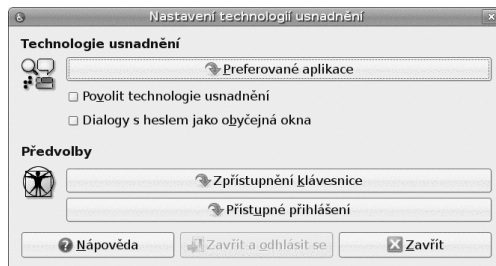 Nastavení technologií usnadnění
Technologie usnadnění
Preferované aplikace
Povolit technologie usnadnění
Dialogy s heslem jako obyčejná okna
Předvolby
Zpřístupnění klávesnice
Přístupné přihlášení
Nápověda Zavřít a odhlásit se Zavřít